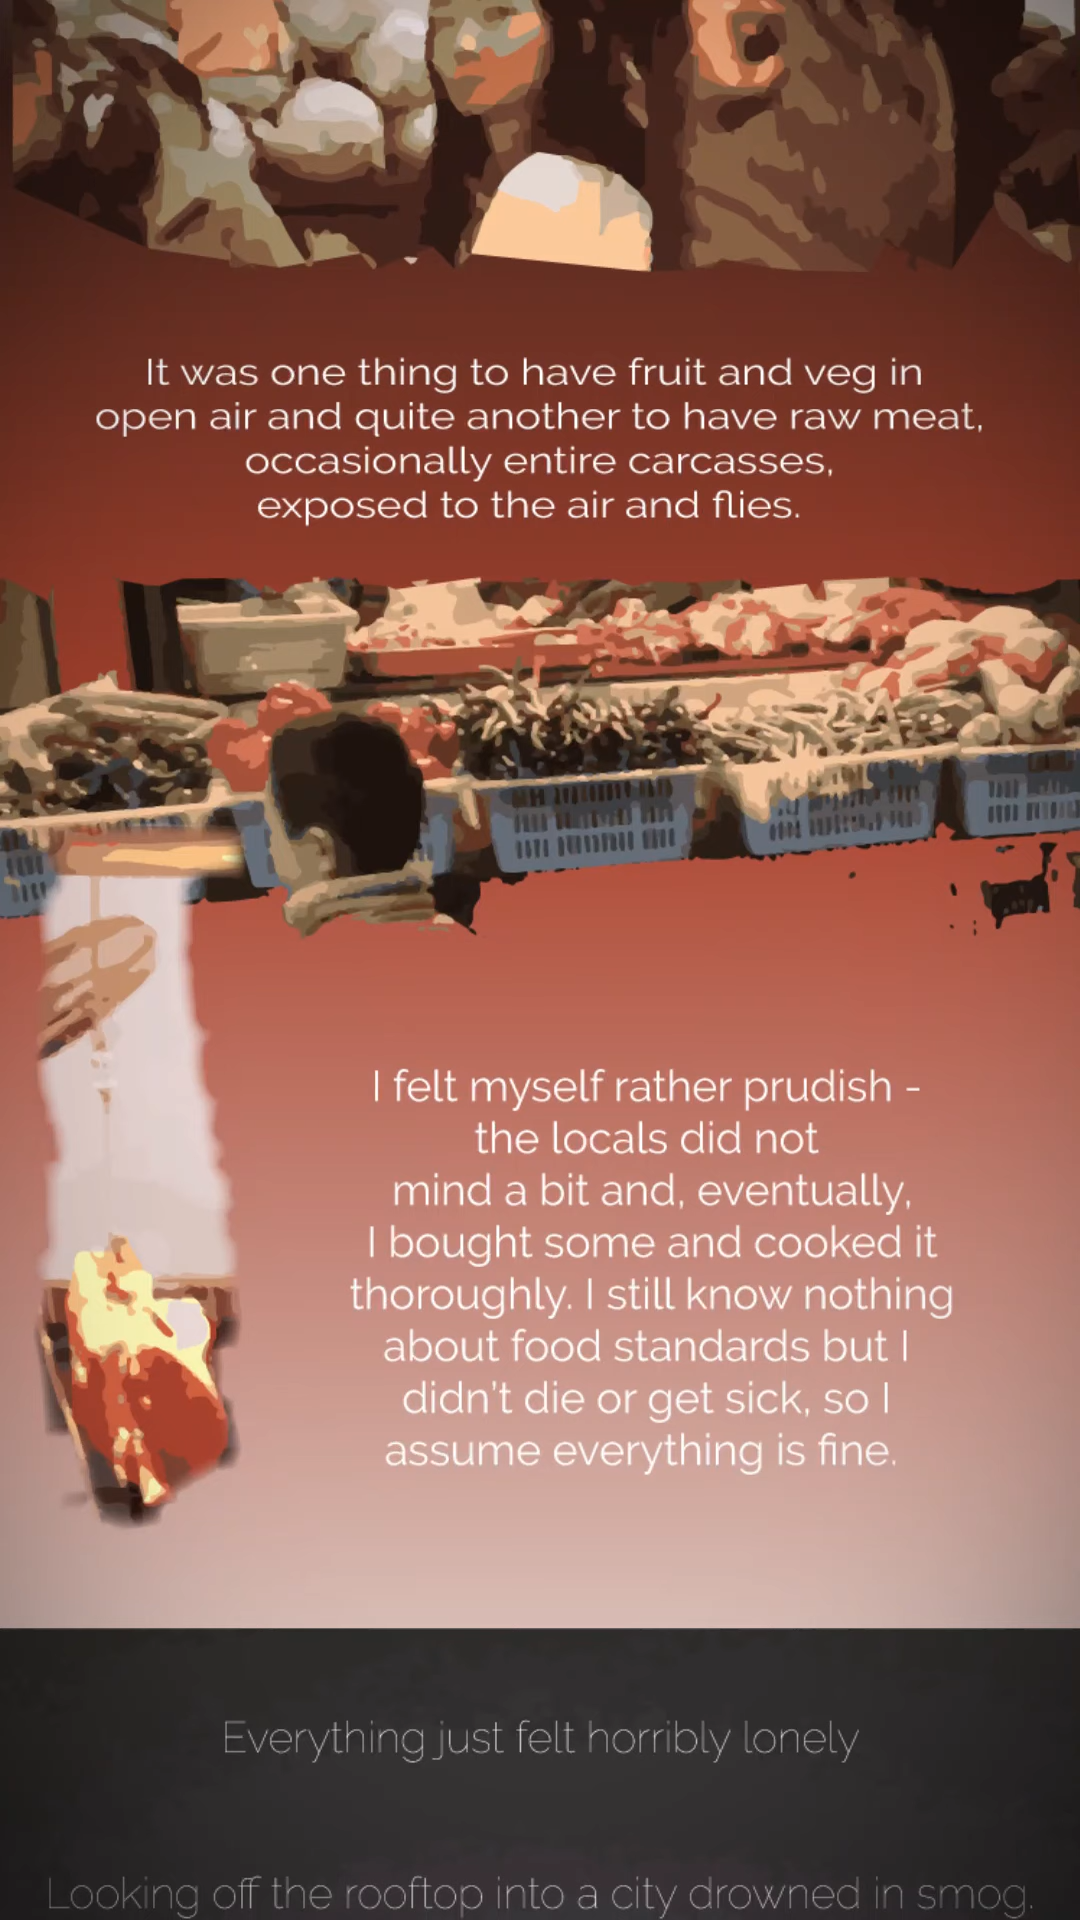 It was one thing to have fruit and veg in
open air and quite another to have raw meat,
occasionally entire carcasses,
exposed to the air and flies.
I felt myself rather prudish -
the locals did not
mind a bit and, eventually,
I bought some and cooked it
thoroughly. I still know nothing
about food standards but I
didn't die or get sick, so I
assume everything is fine.
Everything just felt horribly lonely
Looking off the rooftop into a city drowned in smog.